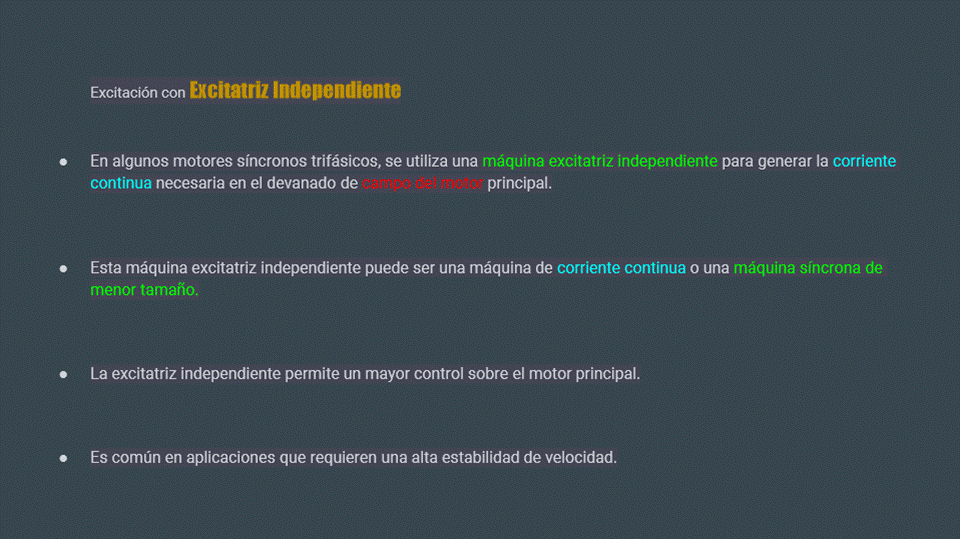 Excitación con Excitatriz Independiente
● En algunos motores síncronos trifásicos, se utiliza una máquina excitatriz independiente para generar la corriente
continua necesaria en el devanado de campo del motor principal.
● Esta máquina excitatriz independiente puede ser una máquina de corriente continua o una máquina síncrona de
menor tamaño.
● La excitatriz independiente permite un mayor control sobre el motor principal.
● Es común en aplicaciones que requieren una alta estabilidad de velocidad.